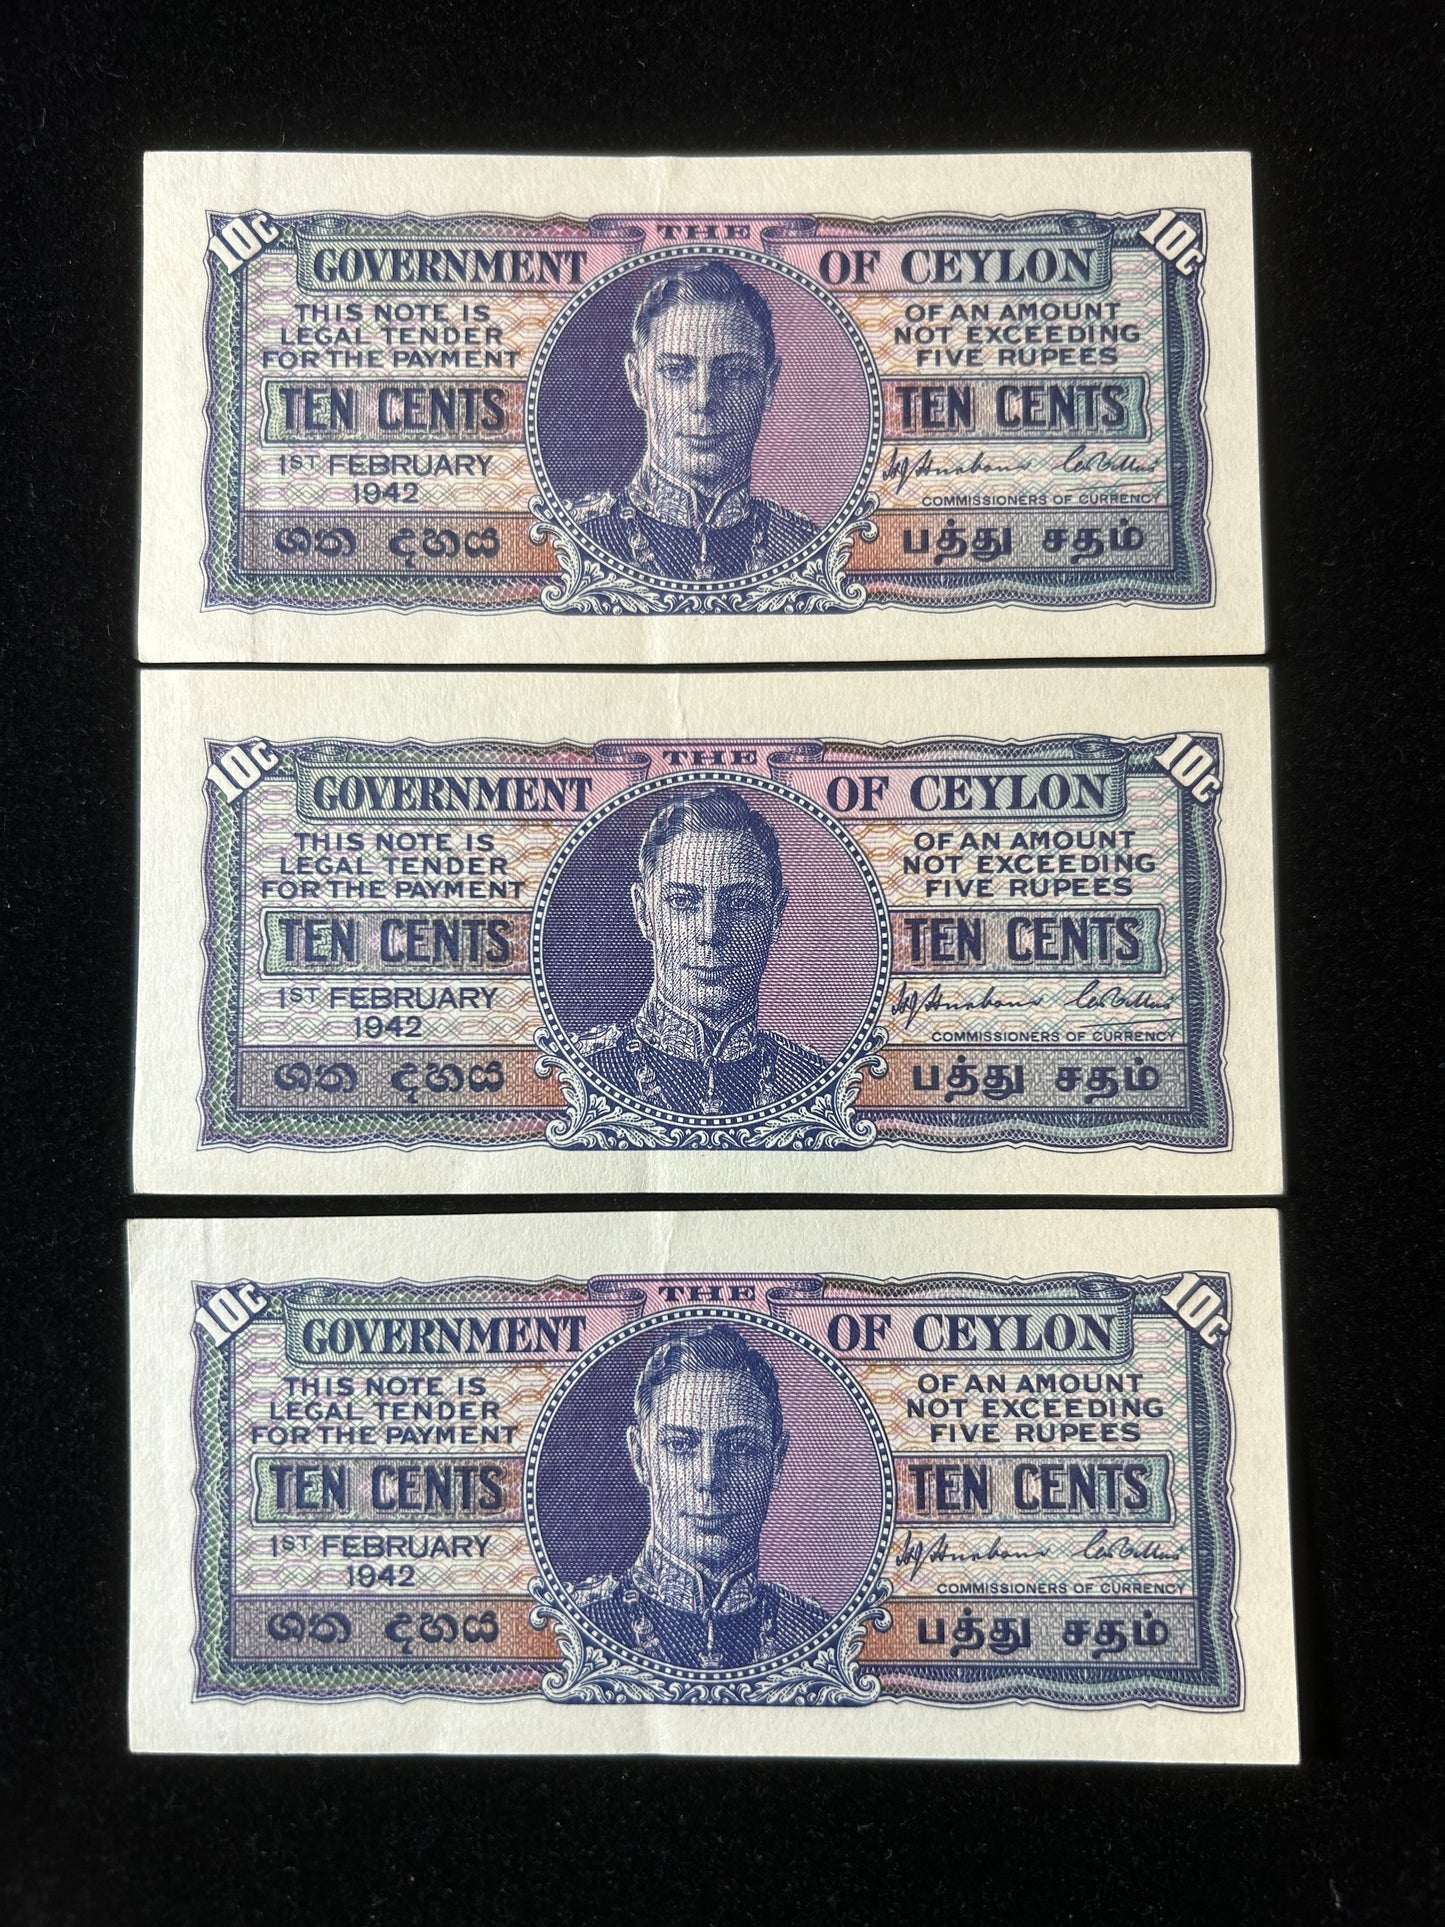 10c 10c
THE
GOVERNMENT OF CEYLON
THIS NOTE IS
LEGAL TENDER
FOR THE PAYMENT
OF AN AMOUNT
NOT EXCEEDING
FIVE RUPEES
TEN CENTS TEN CENTS
1ST FEBRUARY
1942
COMMISSIONERS OF CURRENCY
ශත දහය பத்து சதம்
10c 10c
THE
GOVERNMENT OF CEYLON
THIS NOTE IS
LEGAL TENDER
FOR THE PAYMENT
OF AN AMOUNT
NOT EXCEEDING
FIVE RUPEES
TEN CENTS TEN CENTS
1ST FEBRUARY
1942
COMMISSIONERS OF CURRENCY
ශත දහය பத்து சதம்
10c 10c
THE
GOVERNMENT OF CEYLON
THIS NOTE IS
LEGAL TENDER
FOR THE PAYMENT
OF AN AMOUNT
NOT EXCEEDING
FIVE RUPEES
TEN CENTS TEN CENTS
1ST FEBRUARY
1942
COMMISSIONERS OF CURRENCY
ශත දහය பத்து சதம்